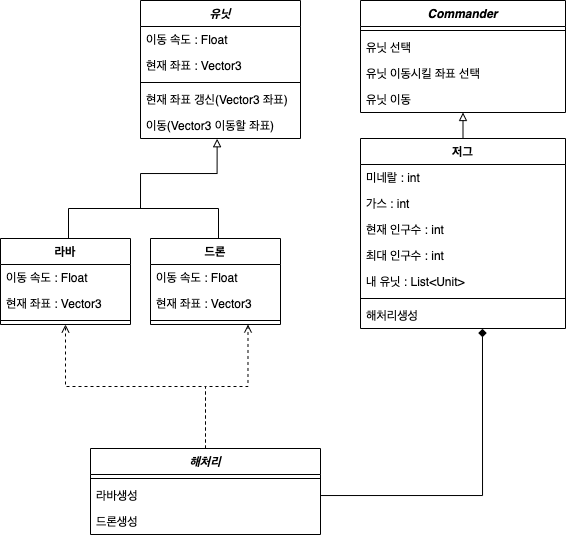 유닛
이동 속도 : Float
현재 좌표 : Vector3
현재 좌표 갱신(Vector3 좌표)
이동(Vector3 이동할 좌표)
Commander
유닛 선택
유닛 이동시킬 좌표 선택
유닛 이동
저그
미네랄 : int
가스 : int
현재 인구수 : int
최대 인구수 : int
내 유닛 : List<Unit>
해처리생성
라바
이동 속도 : Float
현재 좌표 : Vector3
드론
이동 속도 : Float
현재 좌표 : Vector3
해처리
라바생성
드론생성